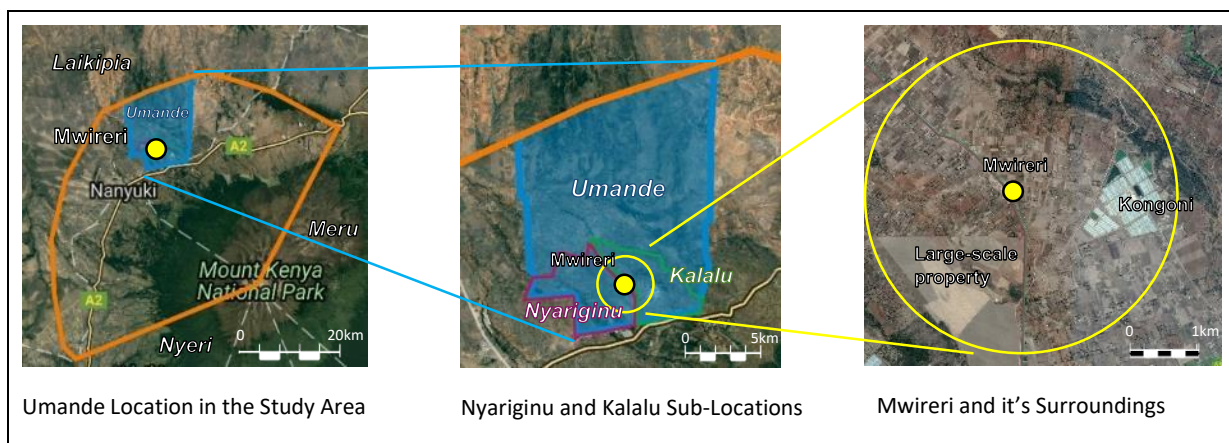 Laikipia
Umande
Mwireri
A2
Nanyuki
Meru
Mount Kenya
National Park
A2
Nyeri
0
20km
Umande
Mwireri
Kalalu
Nyariginu
0
5km
Mwireri
Kongoni
Large-scale
property
0
1km
Umande Location in the Study Area
Nyariginu and Kalalu Sub-Locations
Mwireri and it's Surroundings